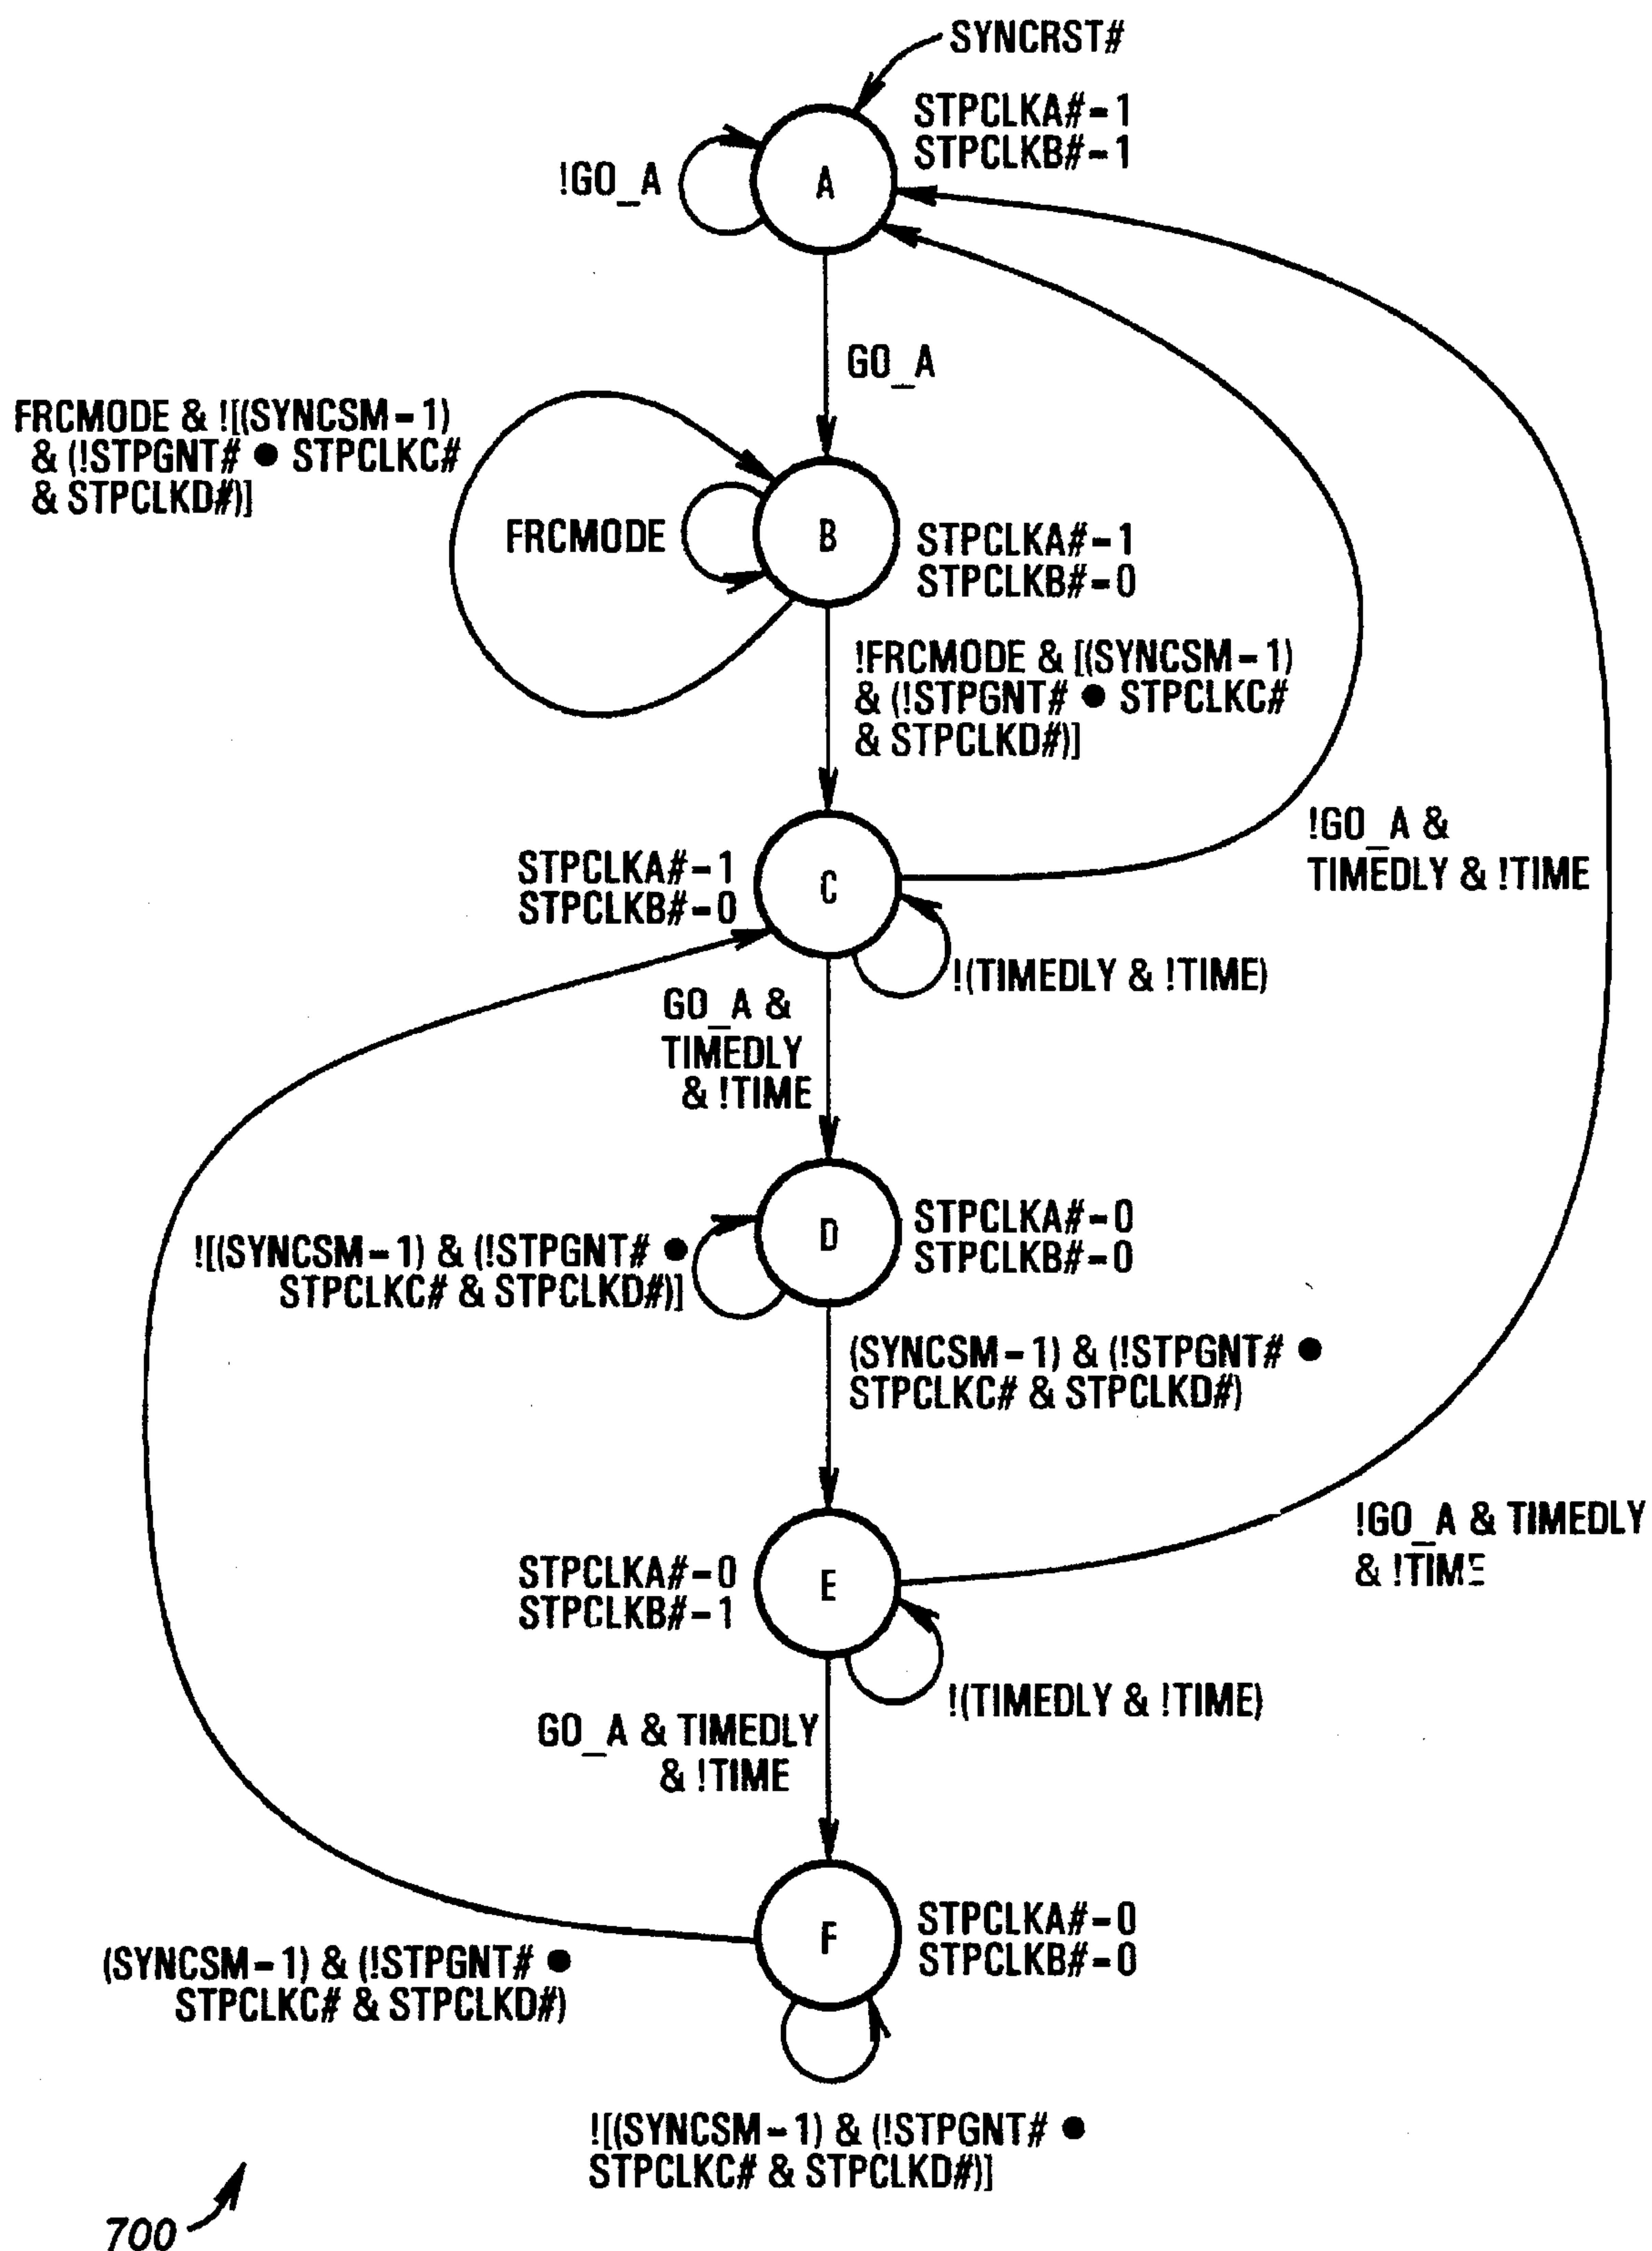 SYNCRST#
STPCLKA#-1
STPCLKB#-1
!GO_A
A
GO_A
FRCMODE & ![(SYNCSM-1)
& (!STPGNT# ● STPCLKC#
& STPCLKD#)]
FRCMODE
B
STPCLKA#-1
STPCLKB#-0
!FRCMODE & [(SYNCSM-1)
& (!STPGNT# ● STPCLKC#
& STPCLKD#)]
!GO_A &
TIMEDLY & !TIME
STPCLKA#-1
STPCLKB#-0
C
!(TIMEDLY & !TIME)
GO_A &
TIMEDLY
& !TIME
D
STPCLKA#-0
STPCLKB#-0
![(SYNCSM-1) & (!STPGNT# ●
STPCLKC# & STPCLKD#)]
(SYNCSM-1) & (!STPGNT# ●
STPCLKC# & STPCLKD#)
!GO_A & TIMEDLY
& !TIME
STPCLKA#-0
STPCLKB#-1
E
!(TIMEDLY & !TIME)
GO_A & TIMEDLY
& !TIME
F
STPCLKA#-0
STPCLKB#-0
(SYNCSM-1) & (!STPGNT# ●
STPCLKC# & STPCLKD#)
![(SYNCSM-1) & (!STPGNT# ●
STPCLKC# & STPCLKD#)]
700